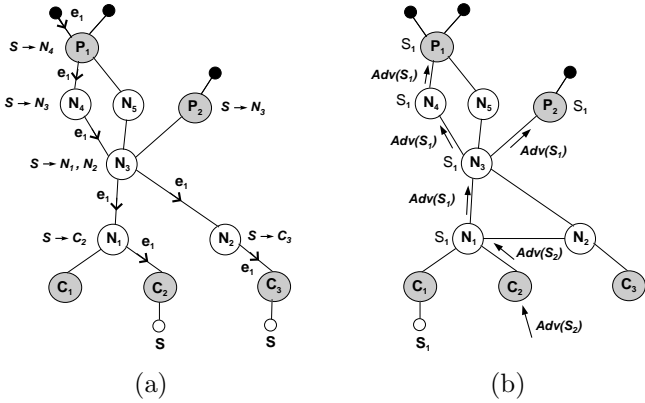 e₁
S → N₄ P₁ S₁ P₁
e₁ Adv(S₁)
S → N₃ N₄ N₅ P₂ S → N₃ S₁ N₄ N₅ P₂ S₁
e₁ Adv(S₁) Adv(S₁)
S → N₁, N₂ N₃ S₁ N₃
e₁ e₁ Adv(S₁)
S → C₂ N₁ e₁ N₂ S → C₃ S₁ N₁ N₂
e₁ Adv(S₂)
C₁ C₂ C₃ C₁ C₂ C₃
Adv(S₂)
S S S₁
(a) (b)